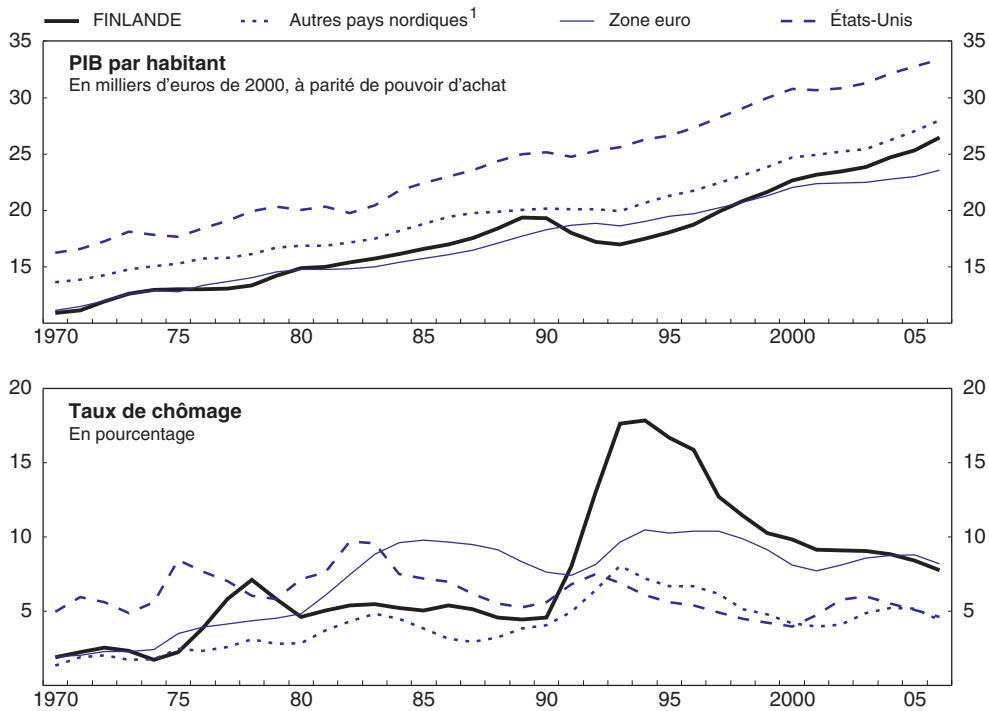 FINLANDE Autres pays nordiques1 Zone euro États-Unis
35 35
PIB par habitant
En milliers d'euros de 2000, à parité de pouvoir d'achat
30 30
25 25
20 20
15 15
1970 75 80 85 90 95 2000 05
20 20
Taux de chômage
En pourcentage
15 15
10 10
5 5
1970 75 80 85 90 95 2000 05